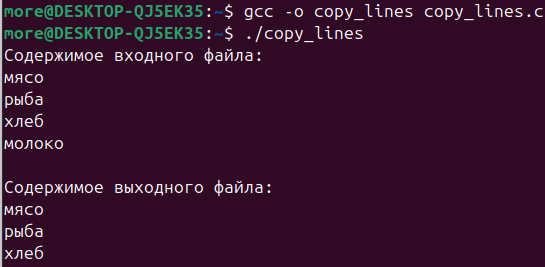 more@DESKTOP-QJ5EK35:~$ gcc -o copy_lines copy_lines.c
more@DESKTOP-QJ5EK35:~$ ./copy_lines
Содержимое входного файла:
мясо
рыба
хлеб
молоко
Содержимое выходного файла:
мясо
рыба
хлеб